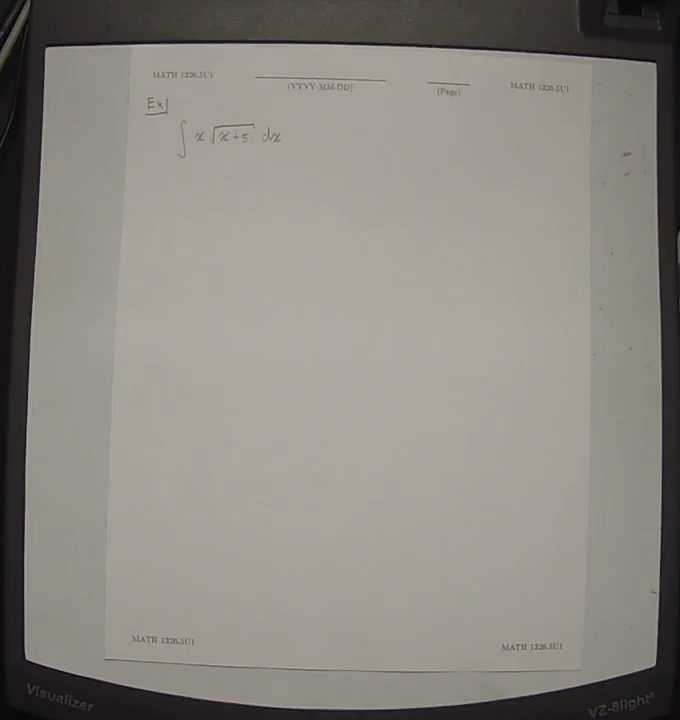 MATH 1326.5U1
(YYYY-MM-DD)
(Page)
MATH 1326.5U1
Ex1
∫ x √(x+5) dx
MATH 1326.5U1
MATH 1326.5U1
Visualizer
VZ-8light³